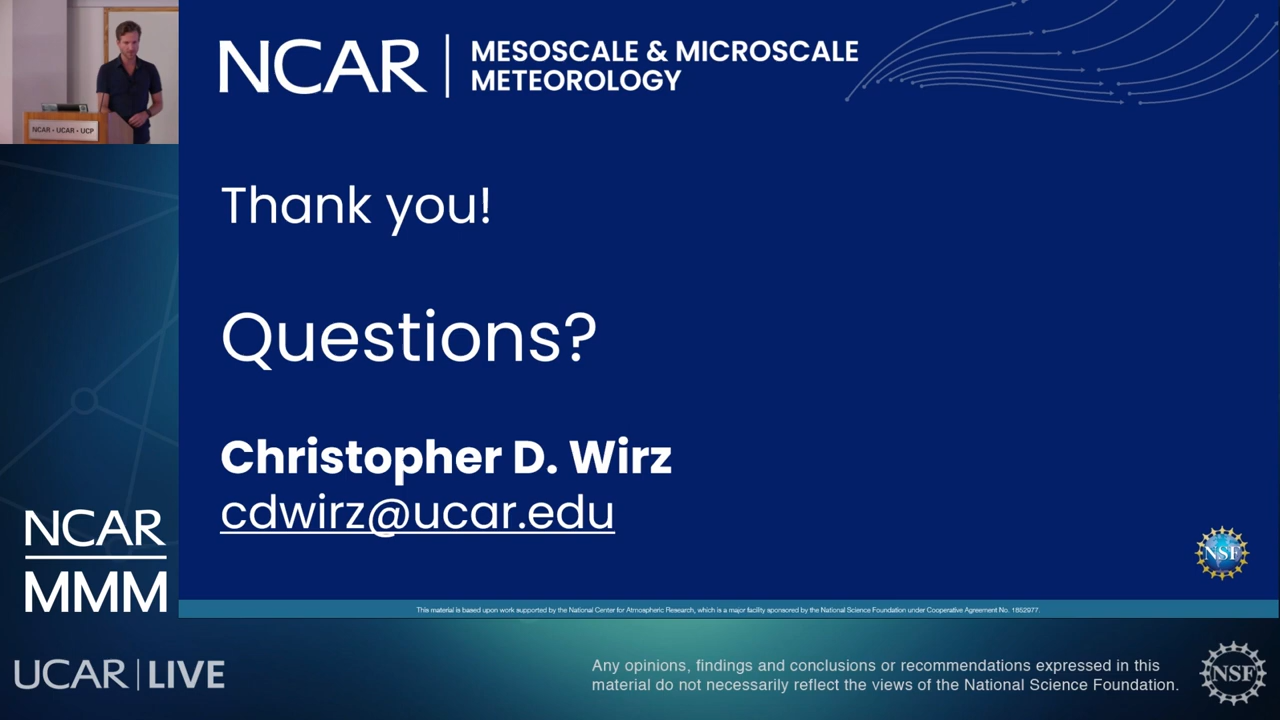 NCAR • UCAR • UCP
NCAR
MESOSCALE & MICROSCALE
METEOROLOGY
Thank you!
Questions?
Christopher D. Wirz
cdwirz@ucar.edu
NSF
This material is based upon work supported by the National Center for Atmospheric Research, which is a major facility sponsored by the National Science Foundation under Cooperative Agreement No. 1852977.
NCAR
MMM
UCAR | LIVE
Any opinions, findings and conclusions or recommendations expressed in this
material do not necessarily reflect the views of the National Science Foundation.
NSF